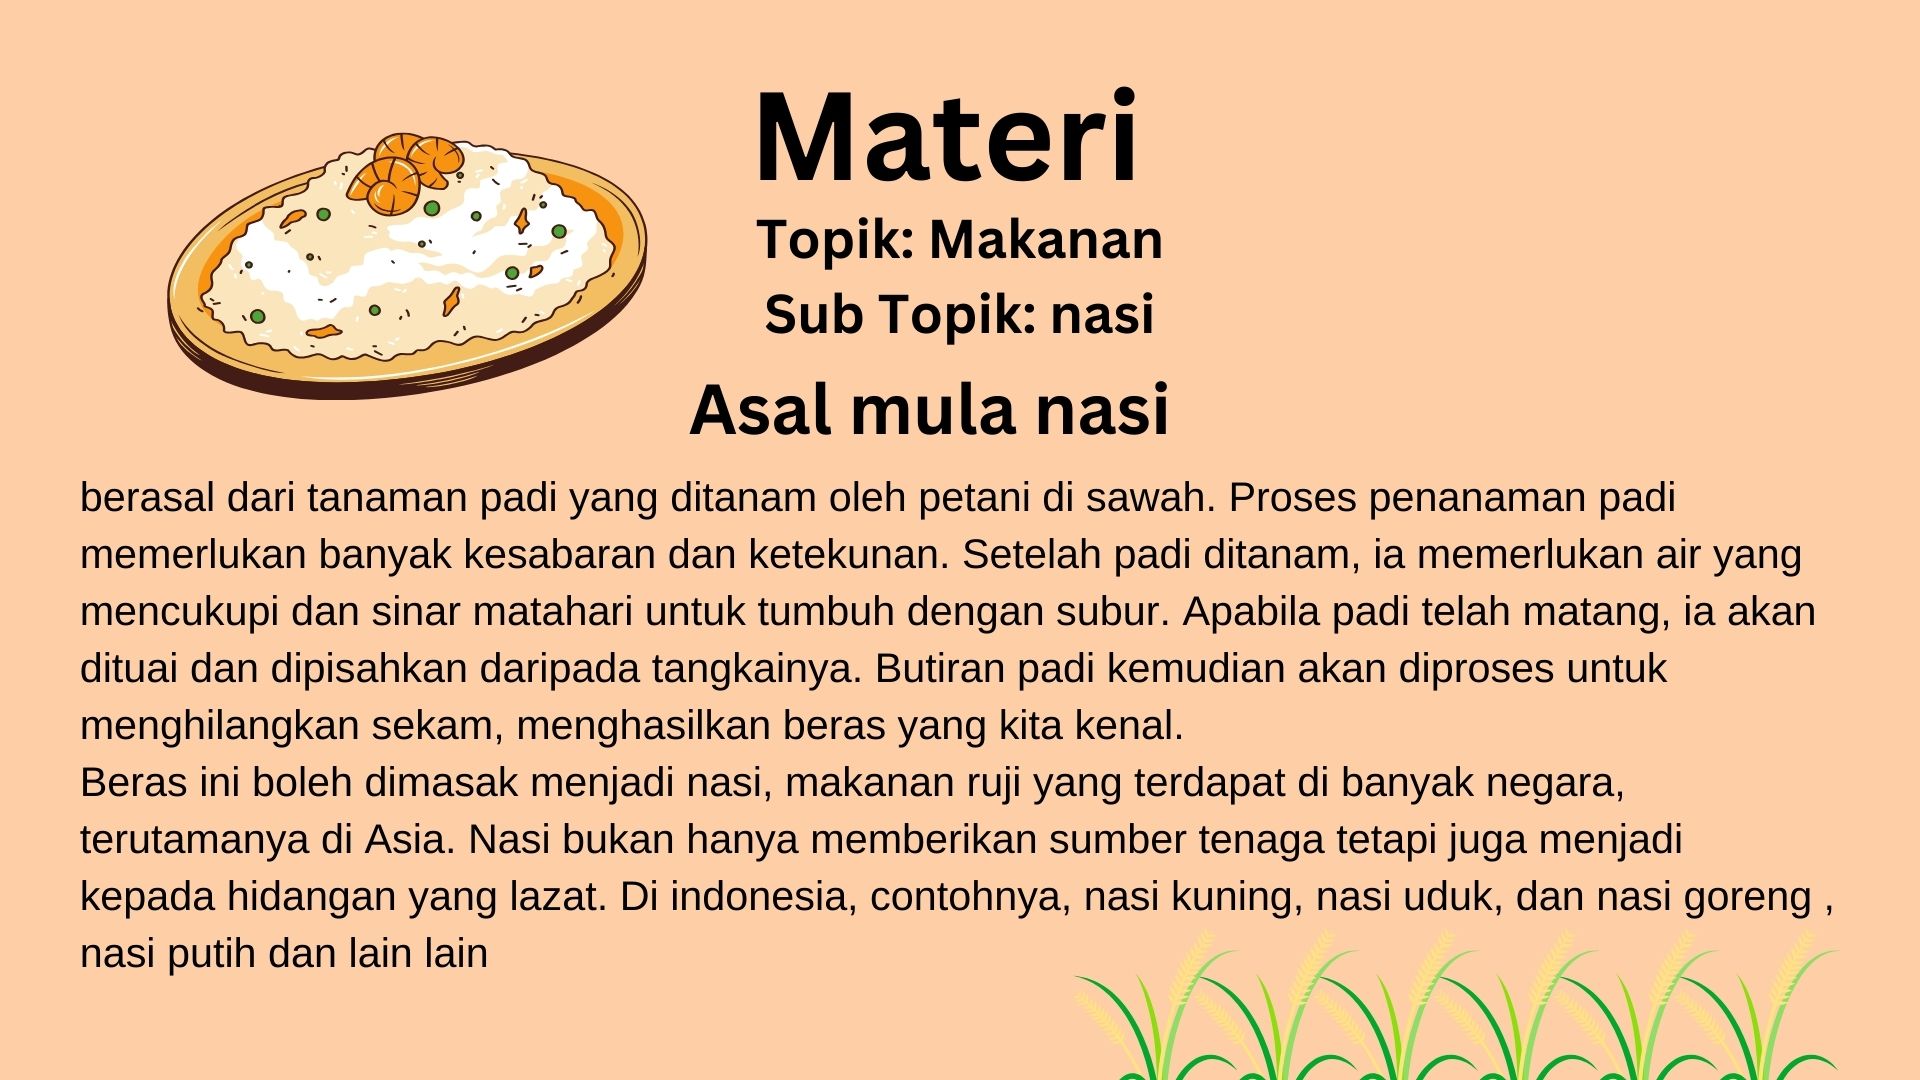 Materi
Topik: Makanan
Sub Topik: nasi
Asal mula nasi
berasal dari tanaman padi yang ditanam oleh petani di sawah. Proses penanaman padi
memerlukan banyak kesabaran dan ketekunan. Setelah padi ditanam, ia memerlukan air yang
mencukupi dan sinar matahari untuk tumbuh dengan subur. Apabila padi telah matang, ia akan
dituai dan dipisahkan daripada tangkainya. Butiran padi kemudian akan diproses untuk
menghilangkan sekam, menghasilkan beras yang kita kenal.
Beras ini boleh dimasak menjadi nasi, makanan ruji yang terdapat di banyak negara,
terutamanya di Asia. Nasi bukan hanya memberikan sumber tenaga tetapi juga menjadi
kepada hidangan yang lazat. Di indonesia, contohnya, nasi kuning, nasi uduk, dan nasi goreng ,
nasi putih dan lain lain